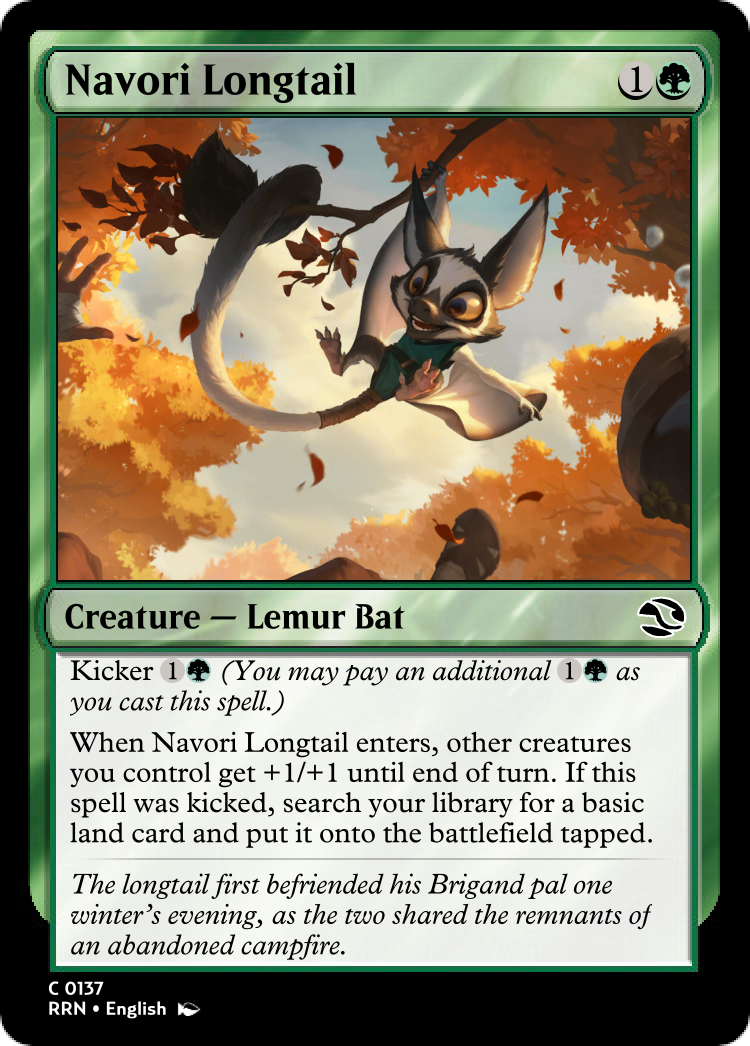 Navori Longtail 1
Creature — Lemur Bat
Kicker 1 (You may pay an additional 1 as
you cast this spell.)
When Navori Longtail enters, other creatures
you control get +1/+1 until end of turn. If this
spell was kicked, search your library for a basic
land card and put it onto the battlefield tapped.
The longtail first befriended his Brigand pal one
winter's evening, as the two shared the remnants of
an abandoned campfire.
C 0137
RRN • English